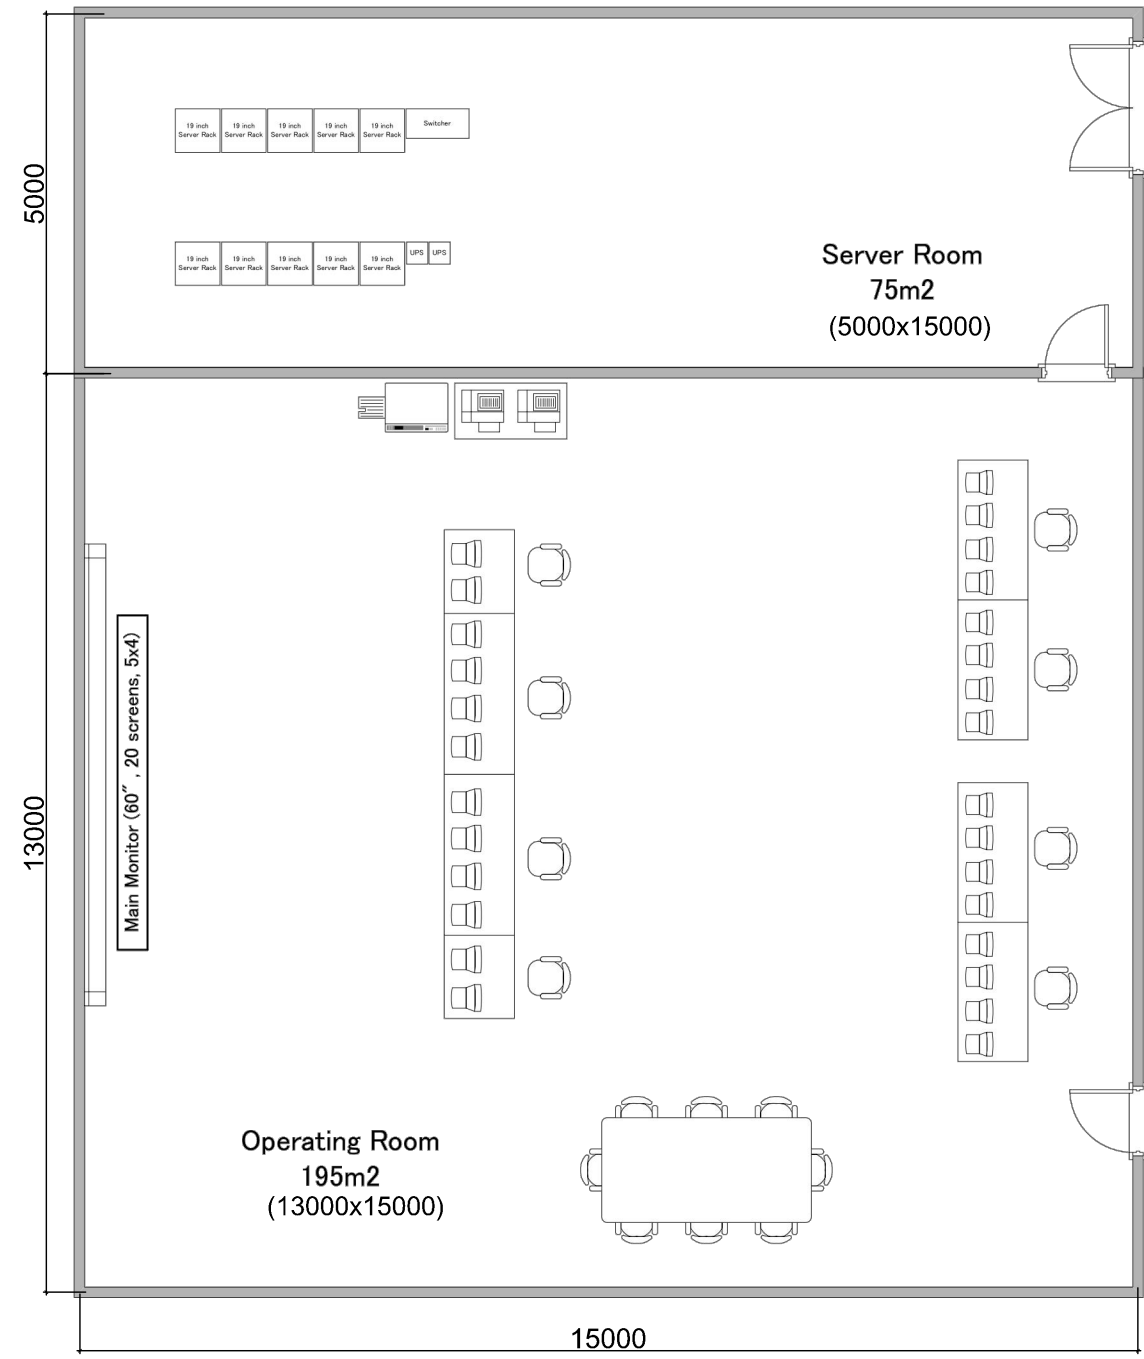 19 inch
Server Rack
19 inch
Server Rack
19 inch
Server Rack
19 inch
Server Rack
19 inch
Server Rack
Switcher
5000
19 inch
Server Rack
19 inch
Server Rack
19 inch
Server Rack
19 inch
Server Rack
19 inch
Server Rack
UPS
UPS
Server Room
75m2
(5000x15000)
Main Monitor (60″, 20 screens, 5x4)
13000
Operating Room
195m2
(13000x15000)
15000